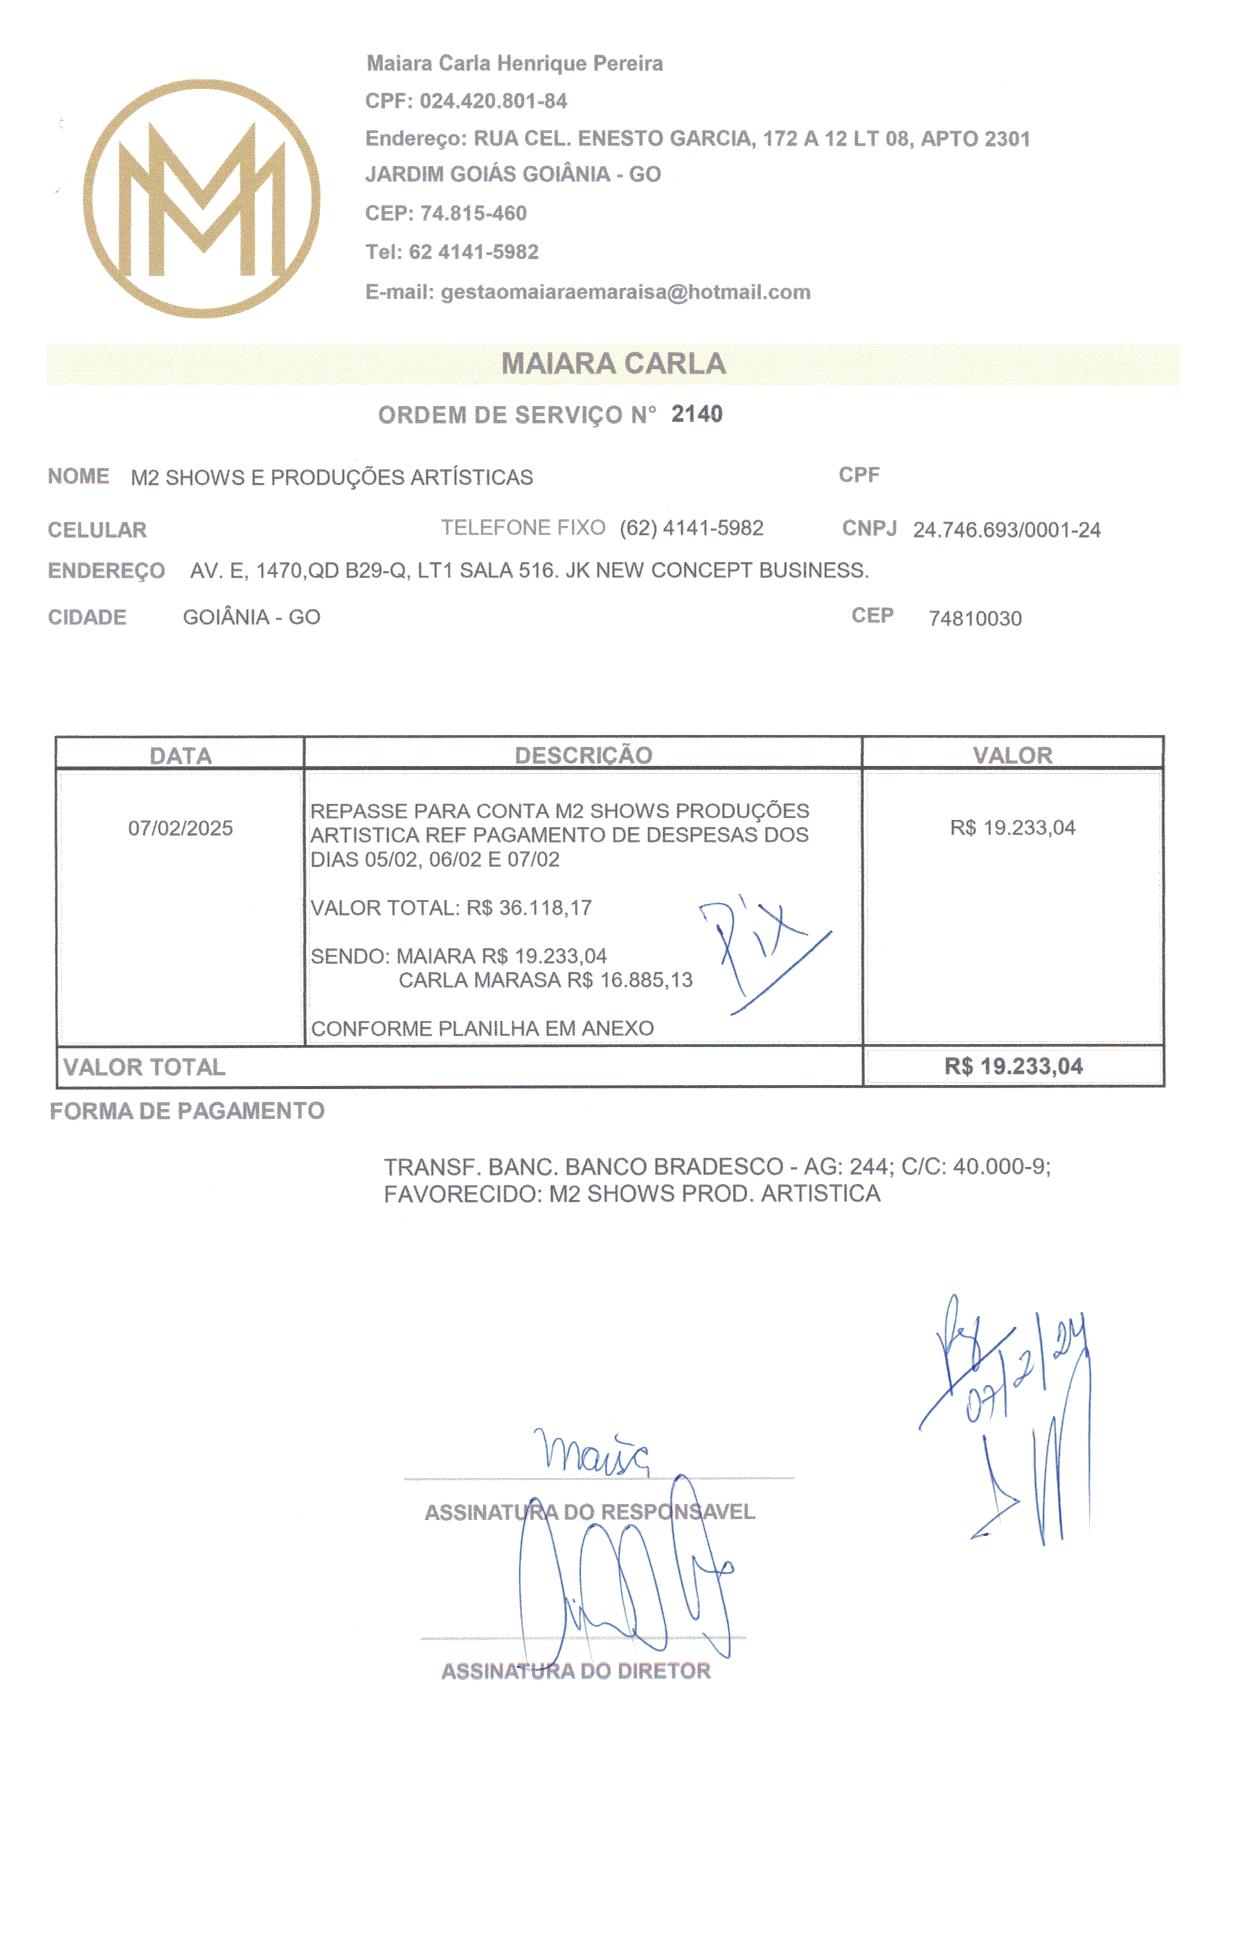 Maiara Carla Henrique Pereira
CPF: 024.420.801-84
Endereço: RUA CEL. ENESTO GARCIA, 172 A 12 LT 08, APTO 2301
JARDIM GOIÁS GOIÂNIA - GO
CEP: 74.815-460
Tel: 62 4141-5982
E-mail: gestaomaiaraemaraisa@hotmail.com
MAIARA CARLA
ORDEM DE SERVIÇO N° 2140
NOME M2 SHOWS E PRODUÇÕES ARTÍSTICAS CPF
CELULAR TELEFONE FIXO (62) 4141-5982 CNPJ 24.746.693/0001-24
ENDEREÇO AV. E, 1470,QD B29-Q, LT1 SALA 516. JK NEW CONCEPT BUSINESS.
CIDADE GOIÂNIA - GO CEP 74810030
DATA DESCRIÇÃO VALOR
REPASSE PARA CONTA M2 SHOWS PRODUÇÕES
07/02/2025 ARTISTICA REF PAGAMENTO DE DESPESAS DOS R$ 19.233,04
DIAS 05/02, 06/02 E 07/02
VALOR TOTAL: R$ 36.118,17
Pix
SENDO: MAIARA R$ 19.233,04
CARLA MARASA R$ 16.885,13
CONFORME PLANILHA EM ANEXO
VALOR TOTAL R$ 19.233,04
FORMA DE PAGAMENTO
TRANSF. BANC. BANCO BRADESCO - AG: 244; C/C: 40.000-9;
FAVORECIDO: M2 SHOWS PROD. ARTISTICA
07/2/24
ASSINATURA DO RESPONSAVEL
ASSINATURA DO DIRETOR